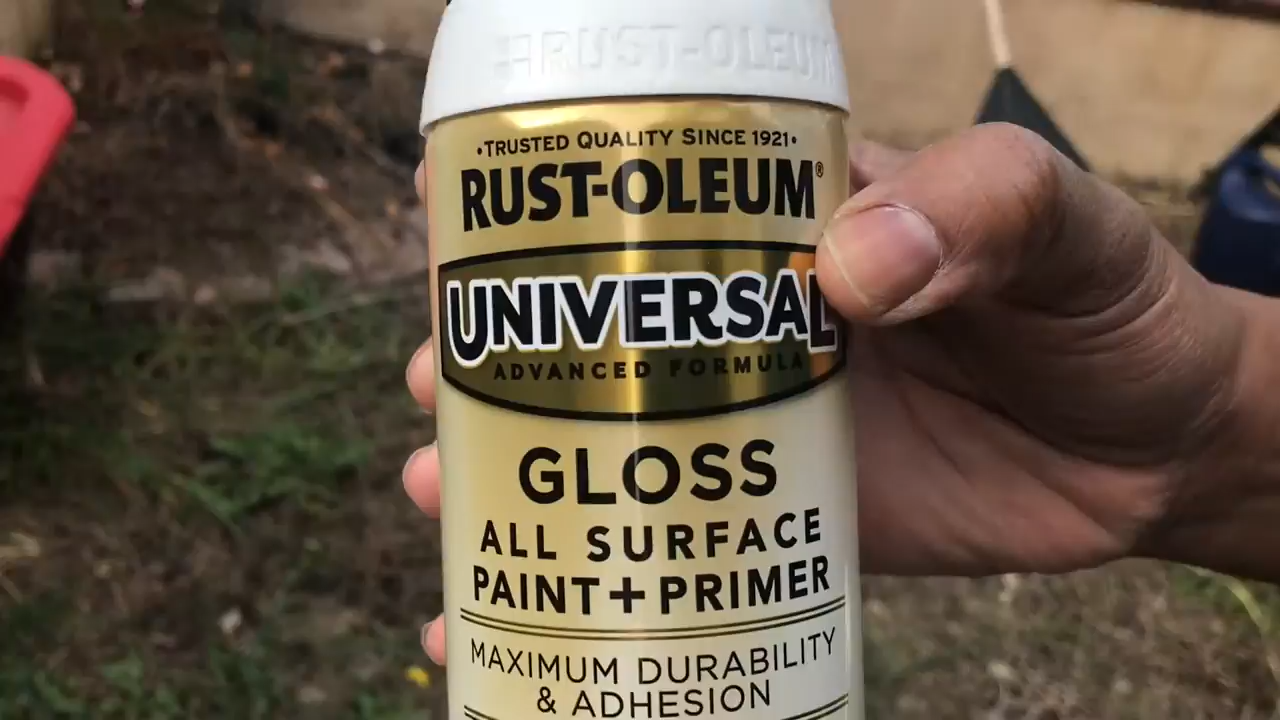 RUST-OLEUM
•TRUSTED QUALITY SINCE 1921•
RUST-OLEUM®
UNIVERSAL
ADVANCED FORMULA
GLOSS
ALL SURFACE
PAINT+PRIMER
MAXIMUM DURABILITY
& ADHESION